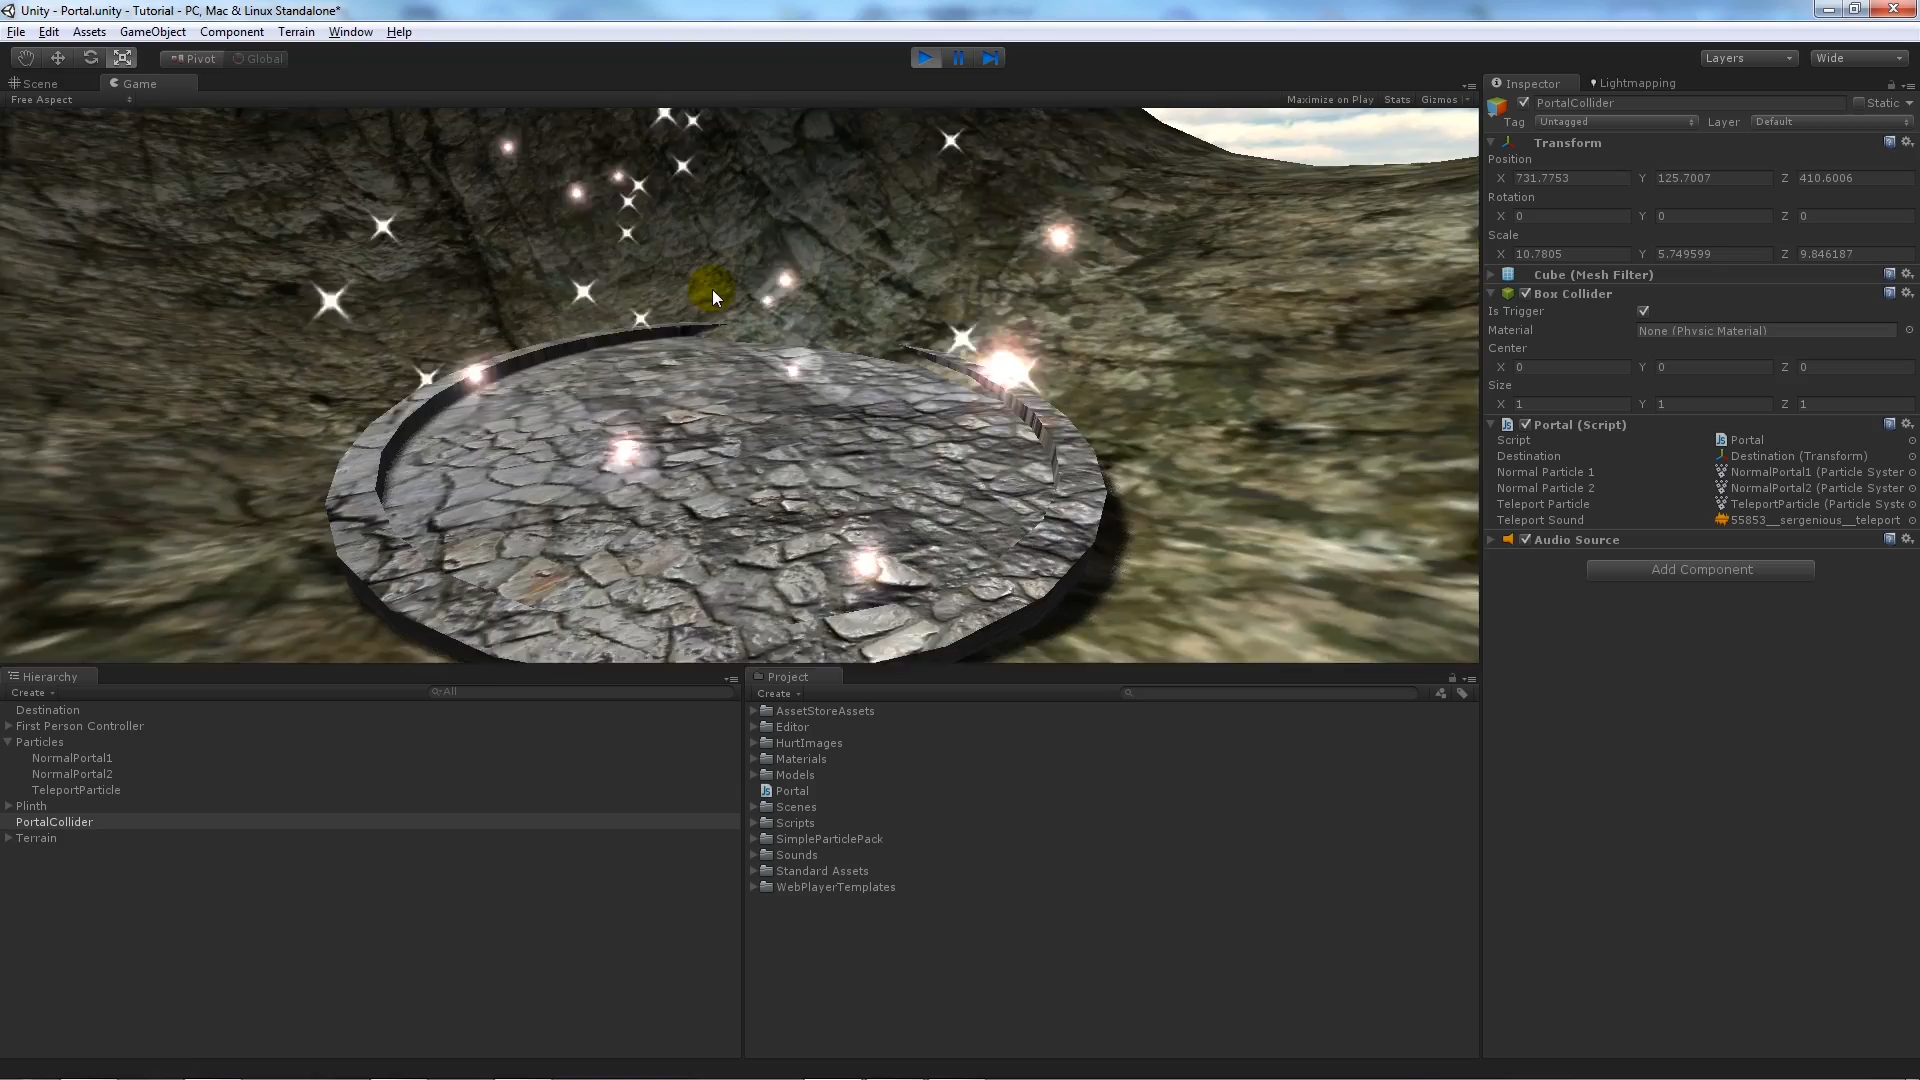 Unity - Portal.unity - Tutorial - PC, Mac & Linux Standalone*
File Edit Assets GameObject Component Terrain Window Help
Pivot Global Layers Wide
Scene Game
Free Aspect Maximize on Play Stats Gizmos
Inspector Lightmapping
PortalCollider Static
Tag Untagged Layer Default
Transform
Position
X 731.7753 Y 125.7007 Z 410.6006
Rotation
X 0 Y 0 Z 0
Scale
X 10.7805 Y 5.749599 Z 9.846187
Cube (Mesh Filter)
Box Collider
Is Trigger
Material None (Physic Material)
Center
X 0 Y 0 Z 0
Size
X 1 Y 1 Z 1
Portal (Script)
Script Portal
Destination Destination (Transform)
Normal Particle 1 NormalPortal1 (Particle System
Normal Particle 2 NormalPortal2 (Particle System
Teleport Particle TeleportParticle (Particle Syste
Teleport Sound 55853__sergenious__teleport
Audio Source
Add Component
Hierarchy
Create All
Destination
First Person Controller
Particles
NormalPortal1
NormalPortal2
TeleportParticle
Plinth
PortalCollider
Terrain
Project
Create
AssetStoreAssets
Editor
HurtImages
Materials
Models
Portal
Scenes
Scripts
SimpleParticlePack
Sounds
Standard Assets
WebPlayerTemplates